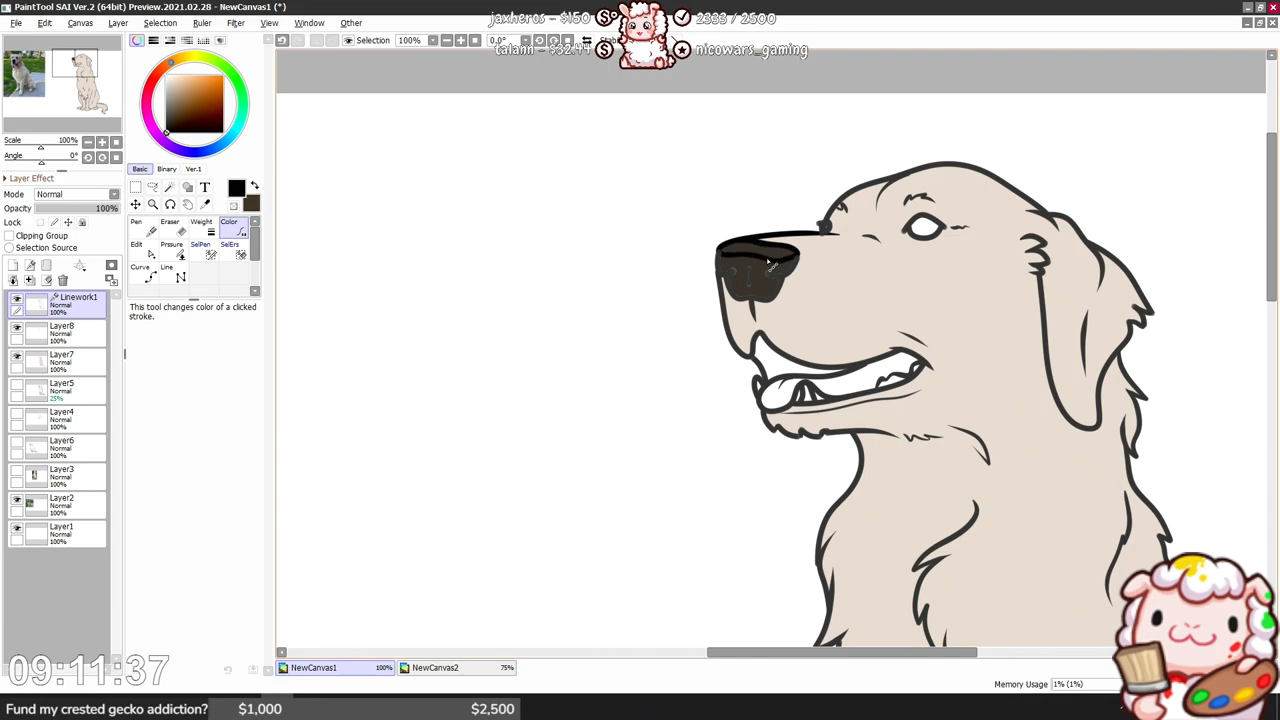 PaintTool SAI Ver.2 (64bit) Preview.2021.02.28 - NewCanvas1 (*)
File Edit Canvas Layer Selection Ruler Filter View Window Other
jaxheros - $150 2333 / 2500
talann - $32.44 nicowars_gaming
Selection 100% 0.0°
Scale 100%
Angle 0°
Layer Effect
Mode Normal
Opacity 100%
Lock
Clipping Group
Selection Source
Basic Binary Ver.1
Pen Eraser Weight Color
Edit Prssure SelPen SelErs
Curve Line
This tool changes color of a clicked stroke.
Linework1
Normal
100%
Layer8
Normal
100%
Layer7
Normal
100%
Layer5
Normal
25%
Layer4
Normal
100%
Layer6
Normal
100%
Layer3
Normal
100%
Layer2
Normal
100%
Layer1
Normal
100%
NewCanvas1 100% NewCanvas2 75%
Memory Usage 1% (1%)
09:11:37
Fund my crested gecko addiction? $1,000 $2,500